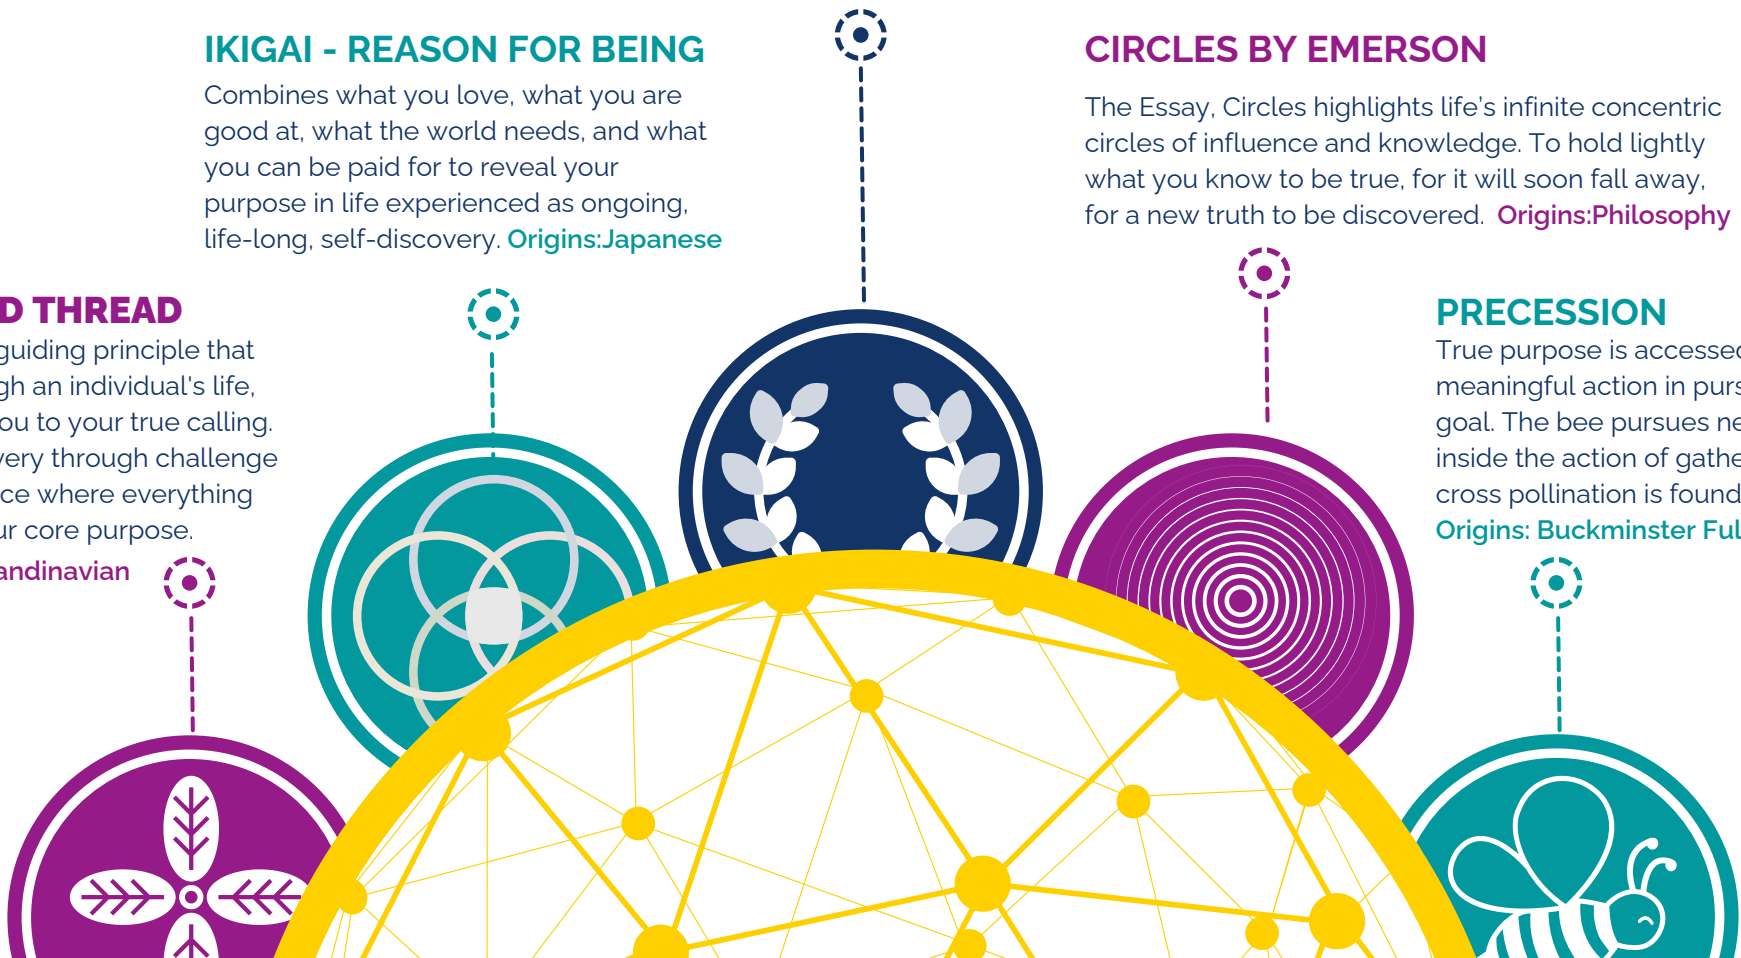 IKIGAI - REASON FOR BEING
Combines what you love, what you are
good at, what the world needs, and what
you can be paid for to reveal your
purpose in life experienced as ongoing,
life-long, self-discovery. Origins:Japanese
CIRCLES BY EMERSON
The Essay, Circles highlights life’s infinite concentric
circles of influence and knowledge. To hold lightly
what you know to be true, for it will soon fall away,
for a new truth to be discovered. Origins:Philosophy
D THREAD
guiding principle that
gh an individual's life,
ou to your true calling.
very through challenge
ce where everything
ur core purpose.
andinavian
PRECESSION
True purpose is accessed
meaningful action in purs
goal. The bee pursues ne
inside the action of gathe
cross pollination is found
Origins: Buckminster Ful